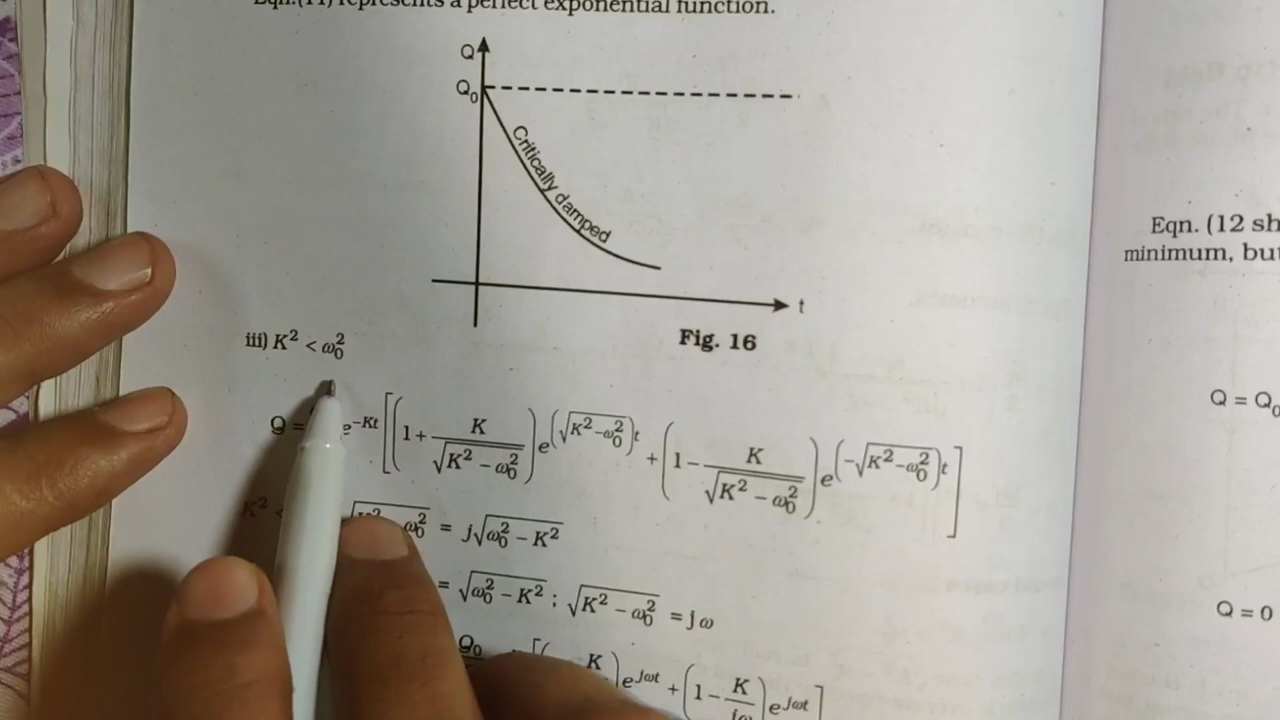 Eqn.(11) represents a perfect exponential function.
Q
Q₀
Critically damped
t
Fig. 16
iii) K² < ω₀²
Q = e^(-Kt) [(1 + K/√(K² − ω₀²)) e^((√(K²−ω₀²))t) + (1 − K/√(K² − ω₀²)) e^((−√(K²−ω₀²))t)]
K² < ω₀² = j√(ω₀² − K²)
= √(ω₀² − K²) ; √(K² − ω₀²) = jω
Q₀ [( K ) e^(jωt) + (1 − K/jω) e^(jωt)]
Eqn. (12 sh
minimum, but
Q = Q₀
Q = 0